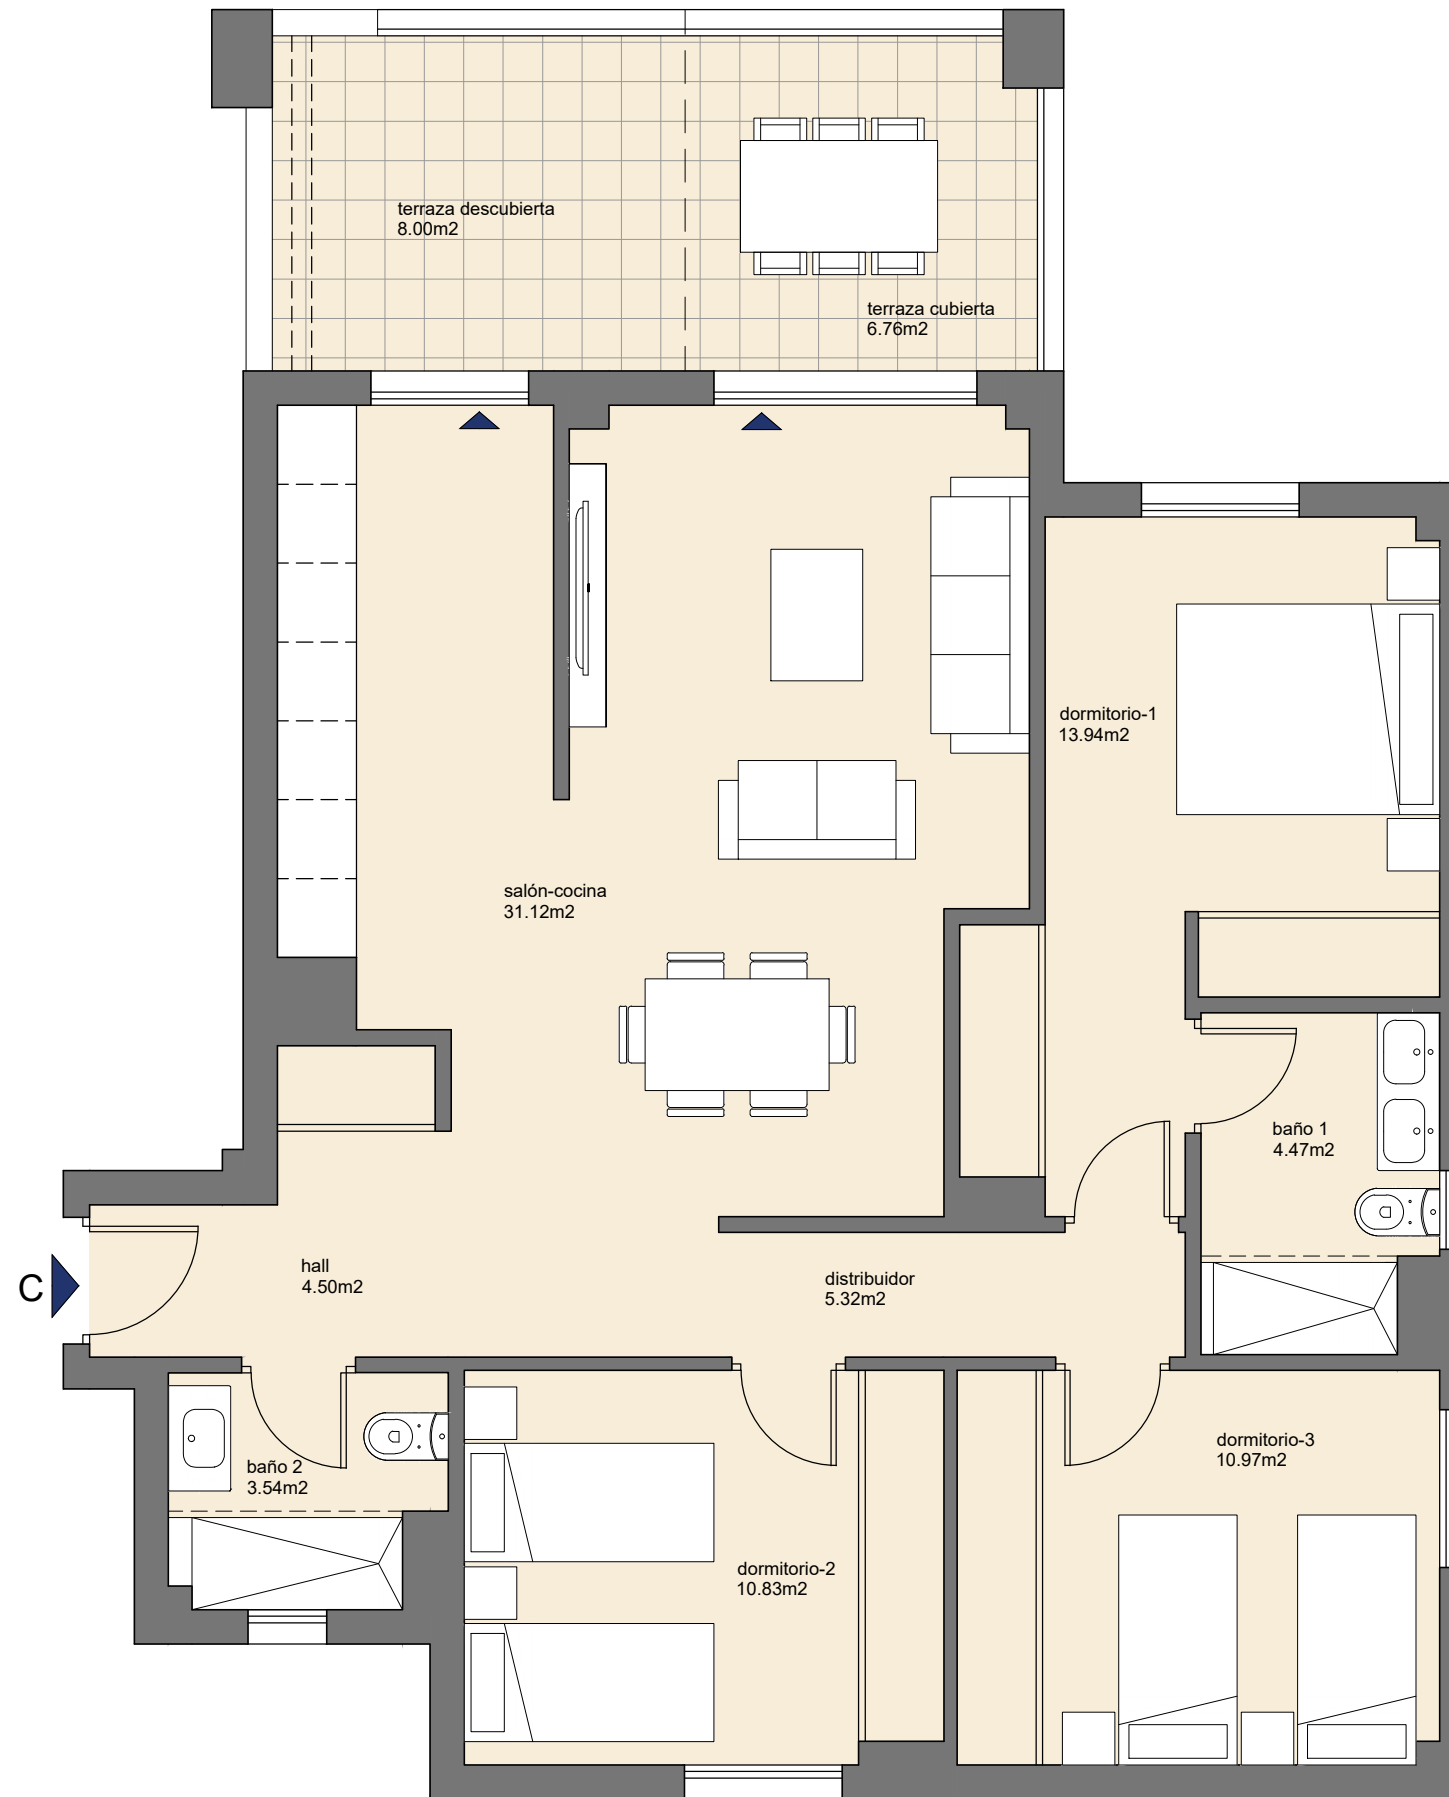 terraza descubierta
8.00m2
terraza cubierta
6.76m2
dormitorio-1
13.94m2
salón-cocina
31.12m2
baño 1
4.47m2
C
hall
4.50m2
distribuidor
5.32m2
baño 2
3.54m2
dormitorio-3
10.97m2
dormitorio-2
10.83m2